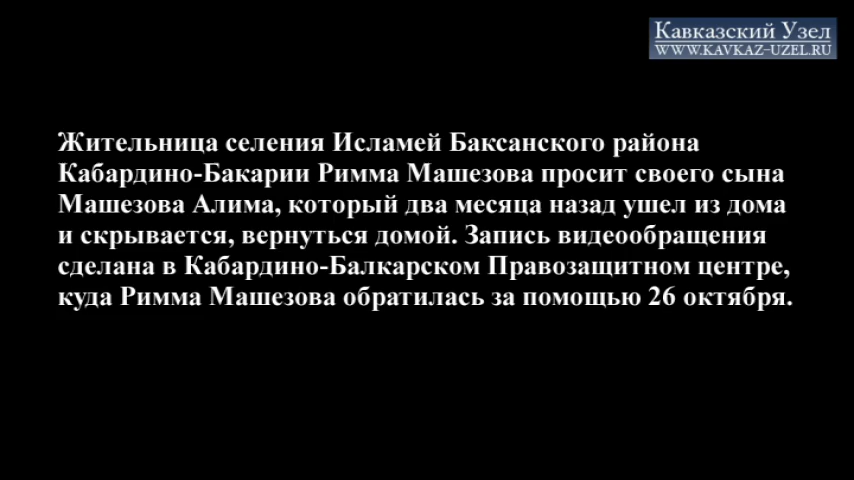 Кавказский Узел
WWW.KAVKAZ-UZEL.RU
Жительница селения Исламей Баксанского района
Кабардино-Бакарии Римма Машезова просит своего сына
Машезова Алима, который два месяца назад ушел из дома
и скрывается, вернуться домой. Запись видеообращения
сделана в Кабардино-Балкарском Правозащитном центре,
куда Римма Машезова обратилась за помощью 26 октября.